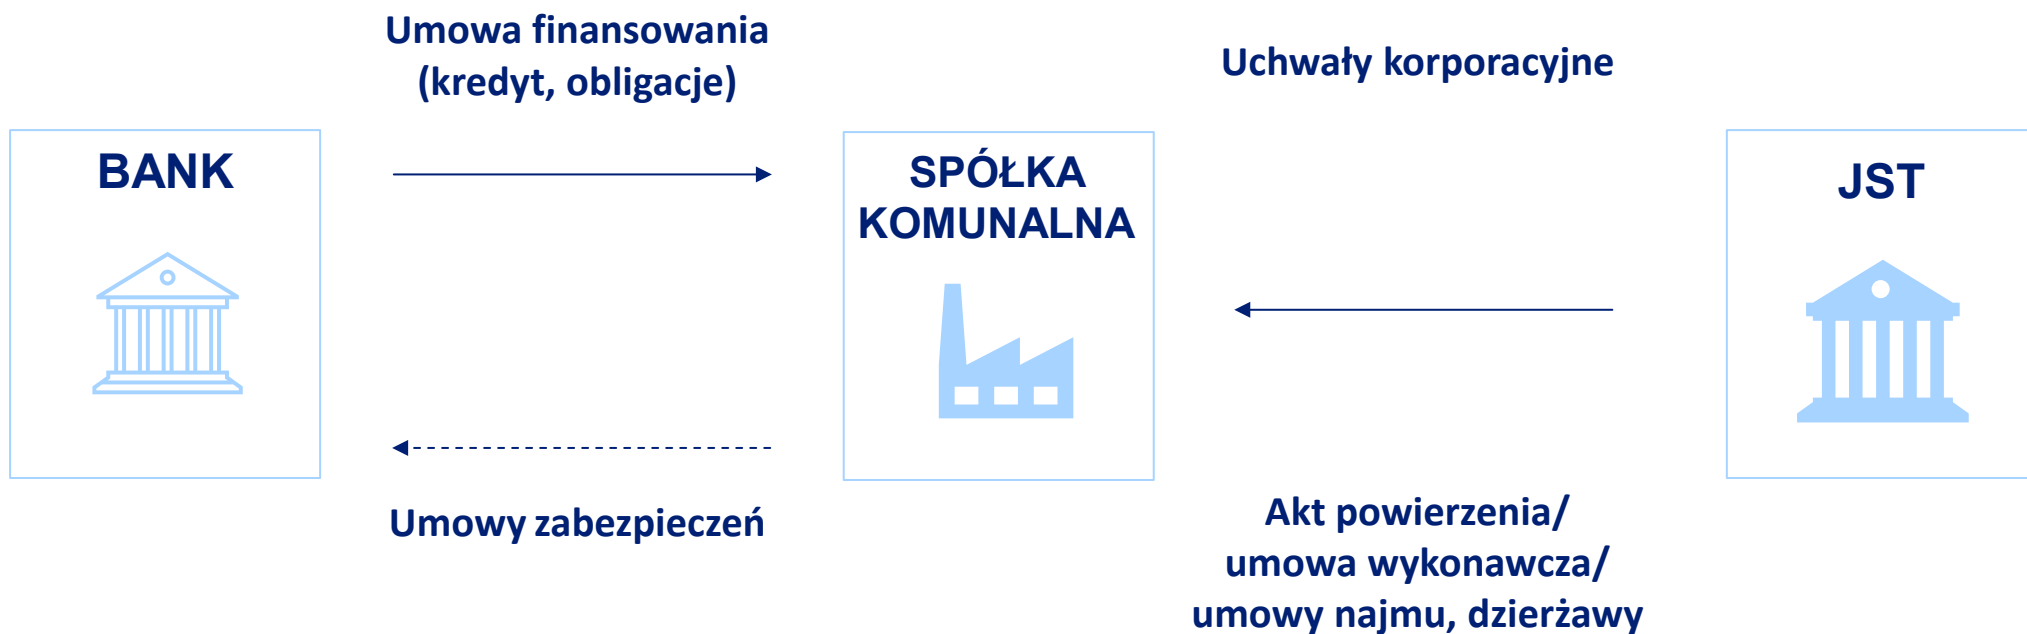 Umowa finansowania
(kredyt, obligacje)
Uchwały korporacyjne
BANK
SPÓŁKA
KOMUNALNA
JST
Umowy zabezpieczeń
Akt powierzenia/
umowa wykonawcza/
umowy najmu, dzierżawy